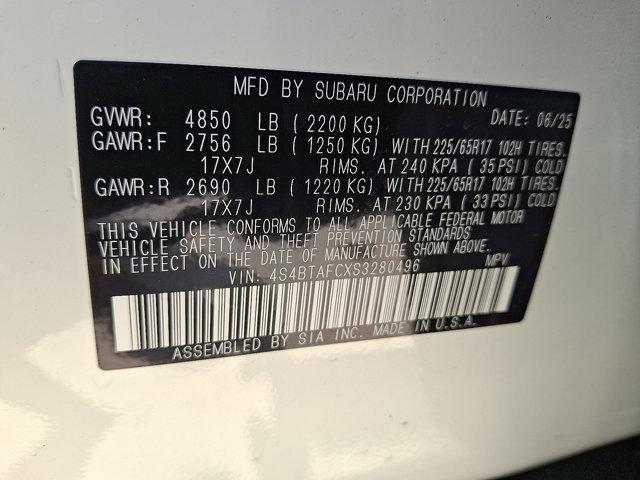 MFD BY SUBARU CORPORATION DATE: 06/25
GVWR: 4850 LB ( 2200 KG)
GAWR:F 2756 LB ( 1250 KG) WITH 225/65R17 102H TIRES.
17X7J RIMS. AT 240 KPA ( 35 PSI) COLD
GAWR:R 2690 LB ( 1220 KG) WITH 225/65R17 102H TIRES.
17X7J RIMS. AT 230 KPA ( 33 PSI) COLD
THIS VEHICLE CONFORMS TO ALL APPLICABLE FEDERAL MOTOR
VEHICLE SAFETY AND THEFT PREVENTION STANDARDS
EFFECTIVE ON THE DATE OF MANUFACTURE SHOWN ABOVE.
VIN: 4S4BTAFCXS3280496 MPV
ASSEMBLED BY SIA INC. MADE IN U.S.A.